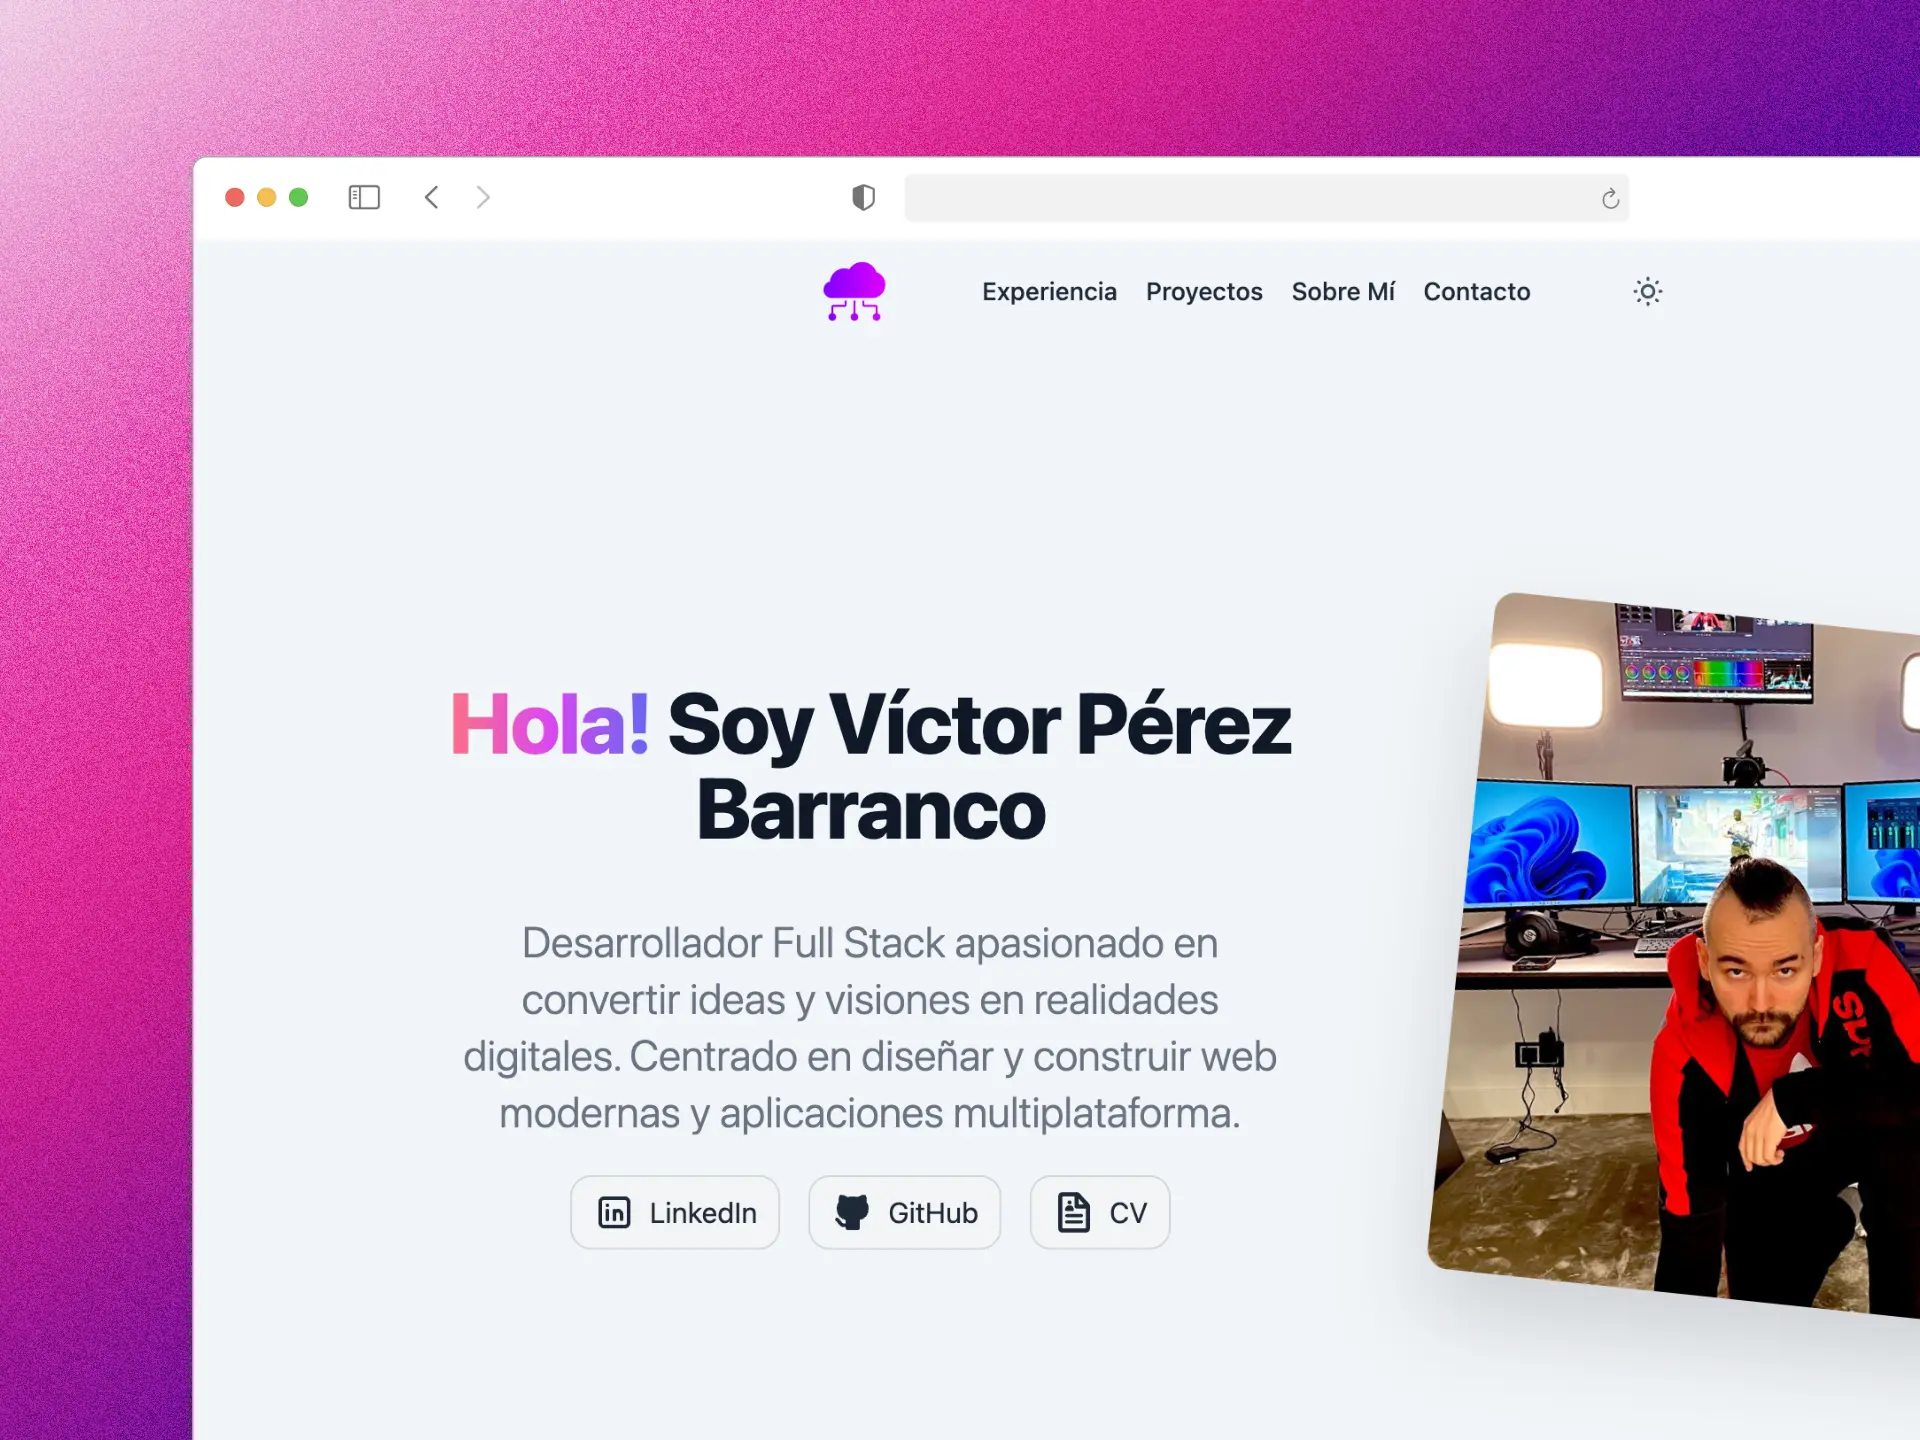 Experiencia Proyectos Sobre Mí Contacto
Hola! Soy Víctor Pérez
Barranco
Desarrollador Full Stack apasionado en
convertir ideas y visiones en realidades
digitales. Centrado en diseñar y construir web
modernas y aplicaciones multiplataforma.
LinkedIn GitHub CV